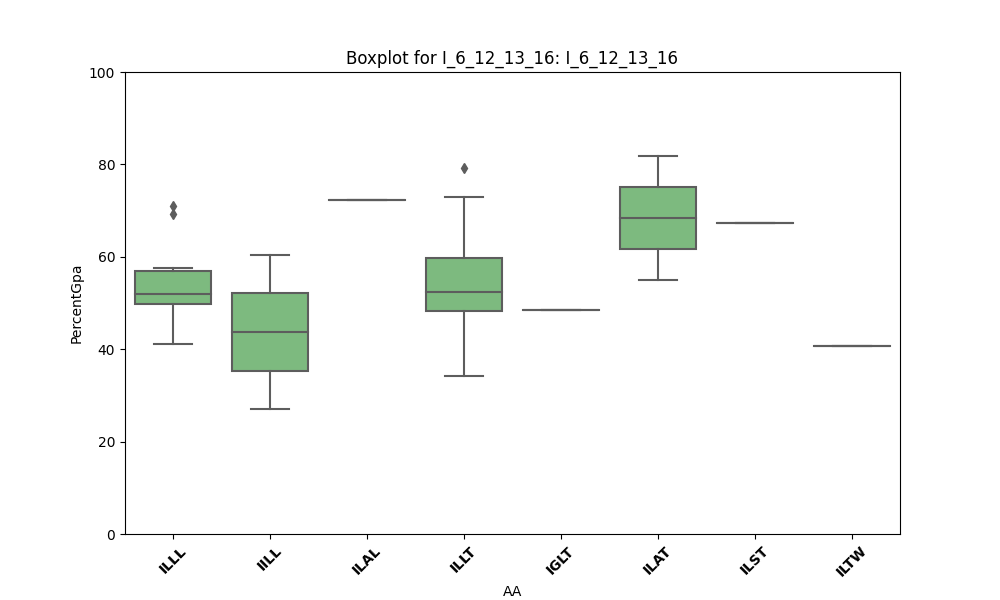 Boxplot for I_6_12_13_16: I_6_12_13_16
PercentGpa
100
80
60
40
20
0
ILLL IILL ILAL ILLT IGLT ILAT ILST ILTW
AA